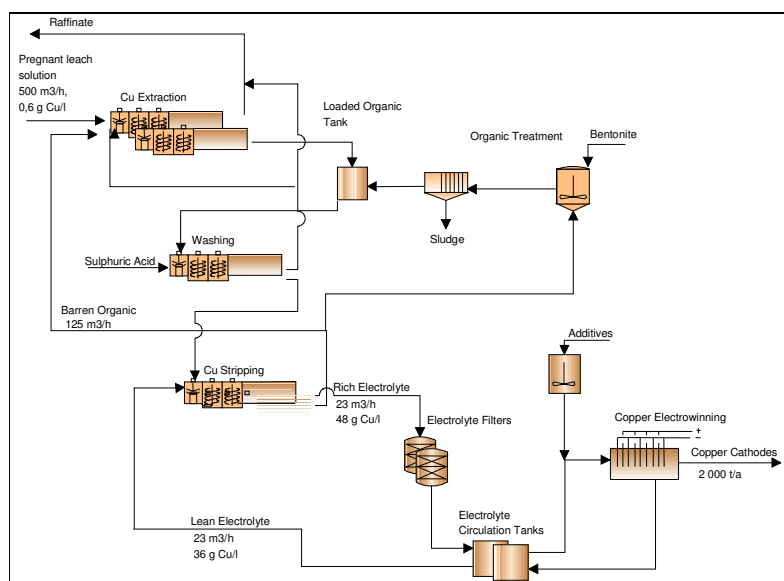 Raffinate
Pregnant leach
solution
500 m3/h,
0,6 g Cu/l
Cu Extraction
Loaded Organic
Tank
Organic Treatment
Bentonite
Sludge
Washing
Sulphuric Acid
Barren Organic
125 m3/h
Cu Stripping
Rich Electrolyte
23 m3/h
48 g Cu/l
Electrolyte Filters
Additives
Copper Electrowinning
+
−
Copper Cathodes
2 000 t/a
Lean Electrolyte
23 m3/h
36 g Cu/l
Electrolyte
Circulation Tanks